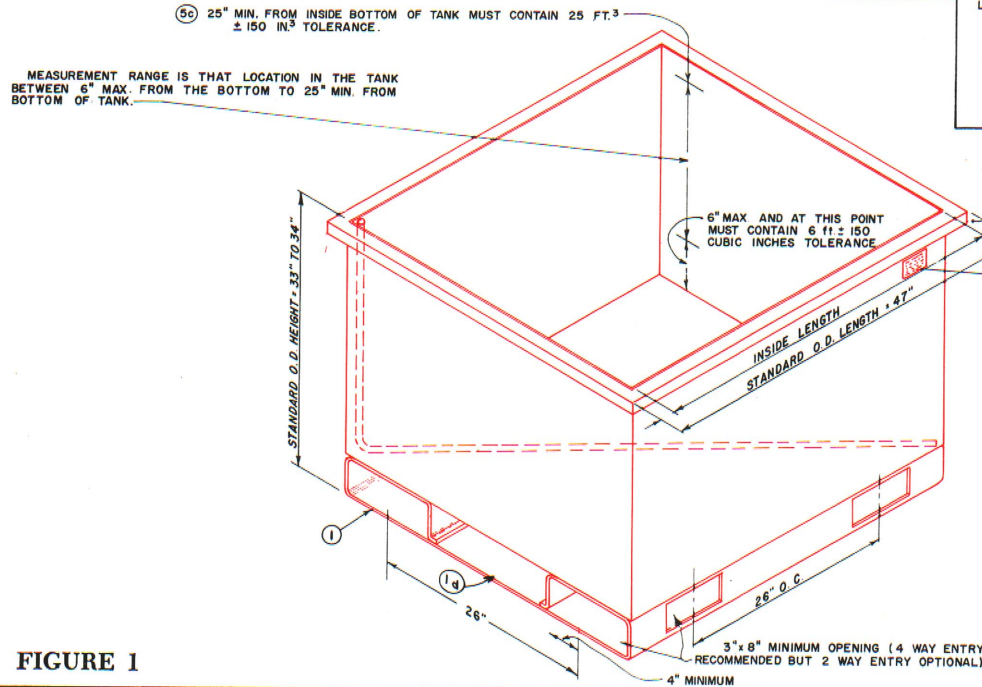 5c 25" MIN. FROM INSIDE BOTTOM OF TANK MUST CONTAIN 25 FT.³
± 150 IN.³ TOLERANCE.
MEASUREMENT RANGE IS THAT LOCATION IN THE TANK
BETWEEN 6" MAX. FROM THE BOTTOM TO 25" MIN. FROM
BOTTOM OF TANK.
6" MAX AND AT THIS POINT
MUST CONTAIN 6 ft.± 150
CUBIC INCHES TOLERANCE
STANDARD O.D. HEIGHT = 33" TO 34"
INSIDE LENGTH
STANDARD O.D. LENGTH = 47"
1
1d
26"
26" O.C.
3"x 8" MINIMUM OPENING (4 WAY ENTRY
RECOMMENDED BUT 2 WAY ENTRY OPTIONAL)
4" MINIMUM
FIGURE 1